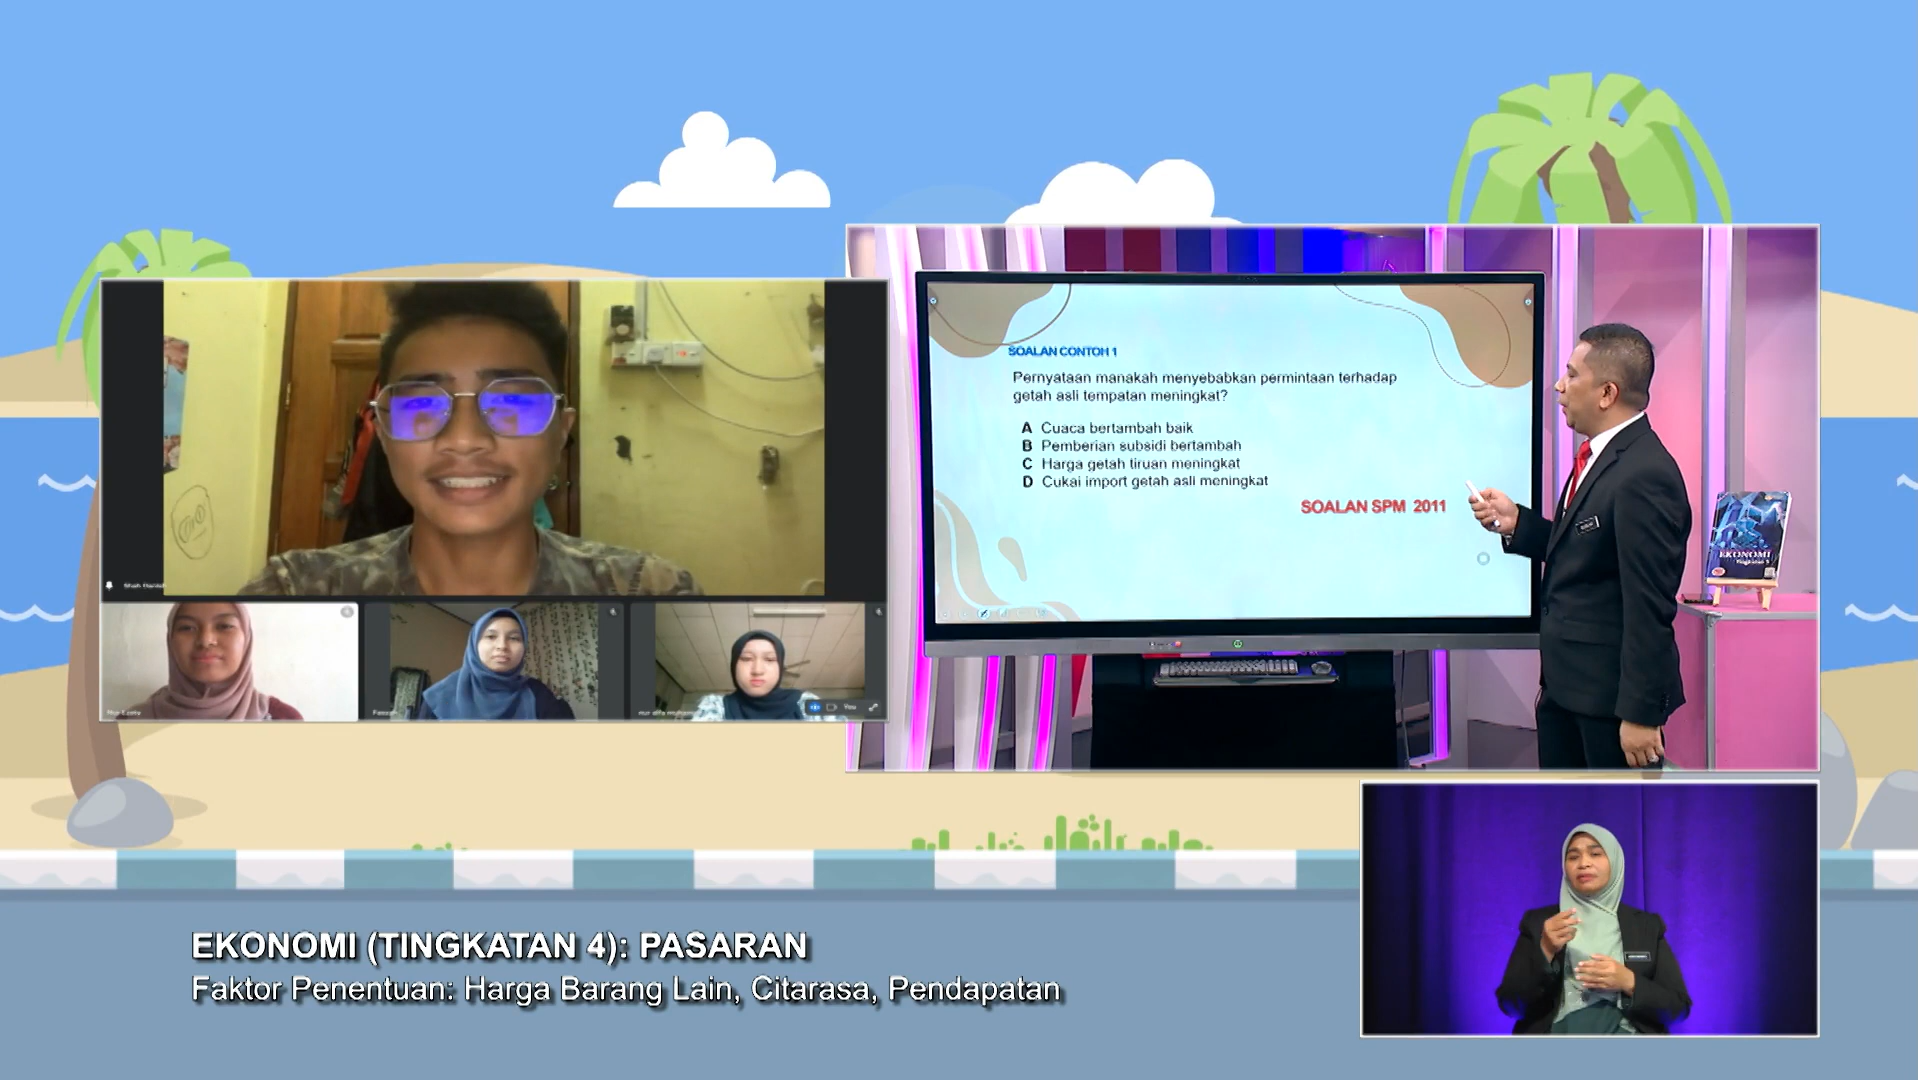 SOALAN CONTOH 1
Pernyataan manakah menyebabkan permintaan terhadap
getah asli tempatan meningkat?
A Cuaca bertambah baik
B Pemberian subsidi bertambah
C Harga getah tiruan meningkat
D Cukai import getah asli meningkat
SOALAN SPM 2011
EKONOMI
You
EKONOMI (TINGKATAN 4): PASARAN
Faktor Penentuan: Harga Barang Lain, Citarasa, Pendapatan